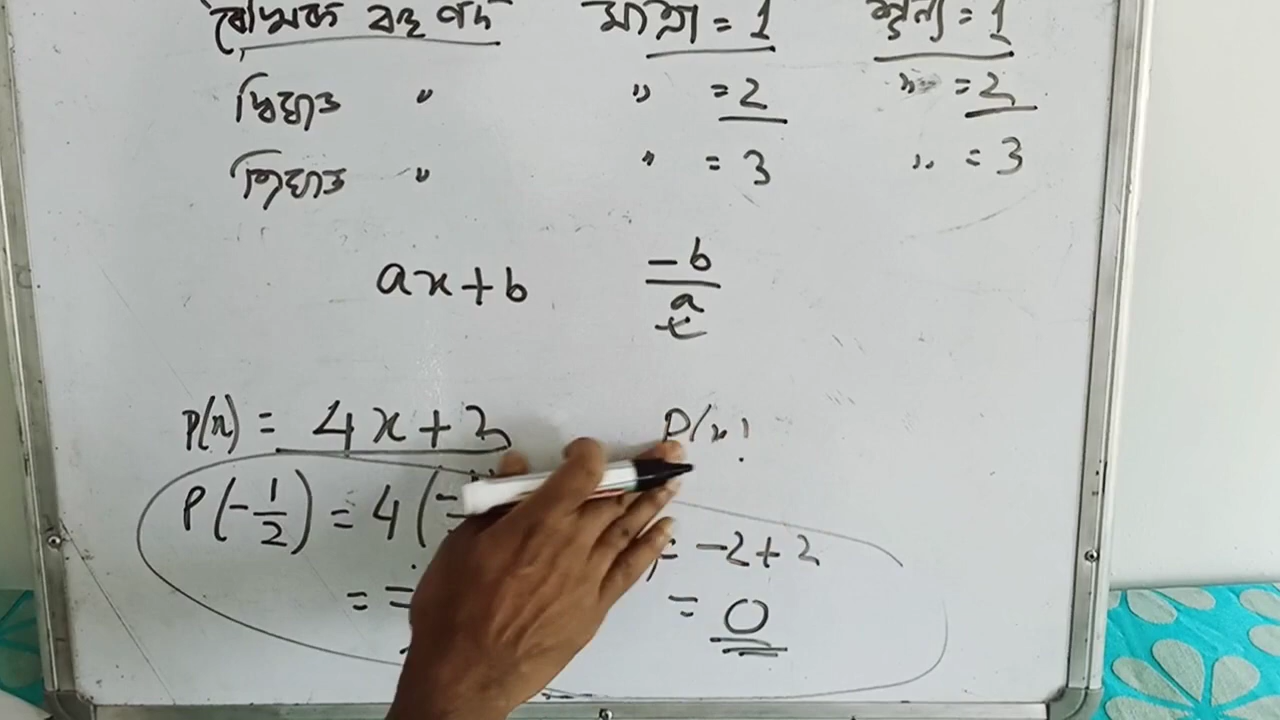 ৰৈখিক বহু পদ মাত্ৰা = 1 শূন্য = 1
দ্বিঘাত " " = 2 " = 2
ত্ৰিঘাত " " = 3 " = 3
ax+b -b/a
P(x) = 4x+2 P(x)
P(-1/2) = 4(- = -2+2
= = 0